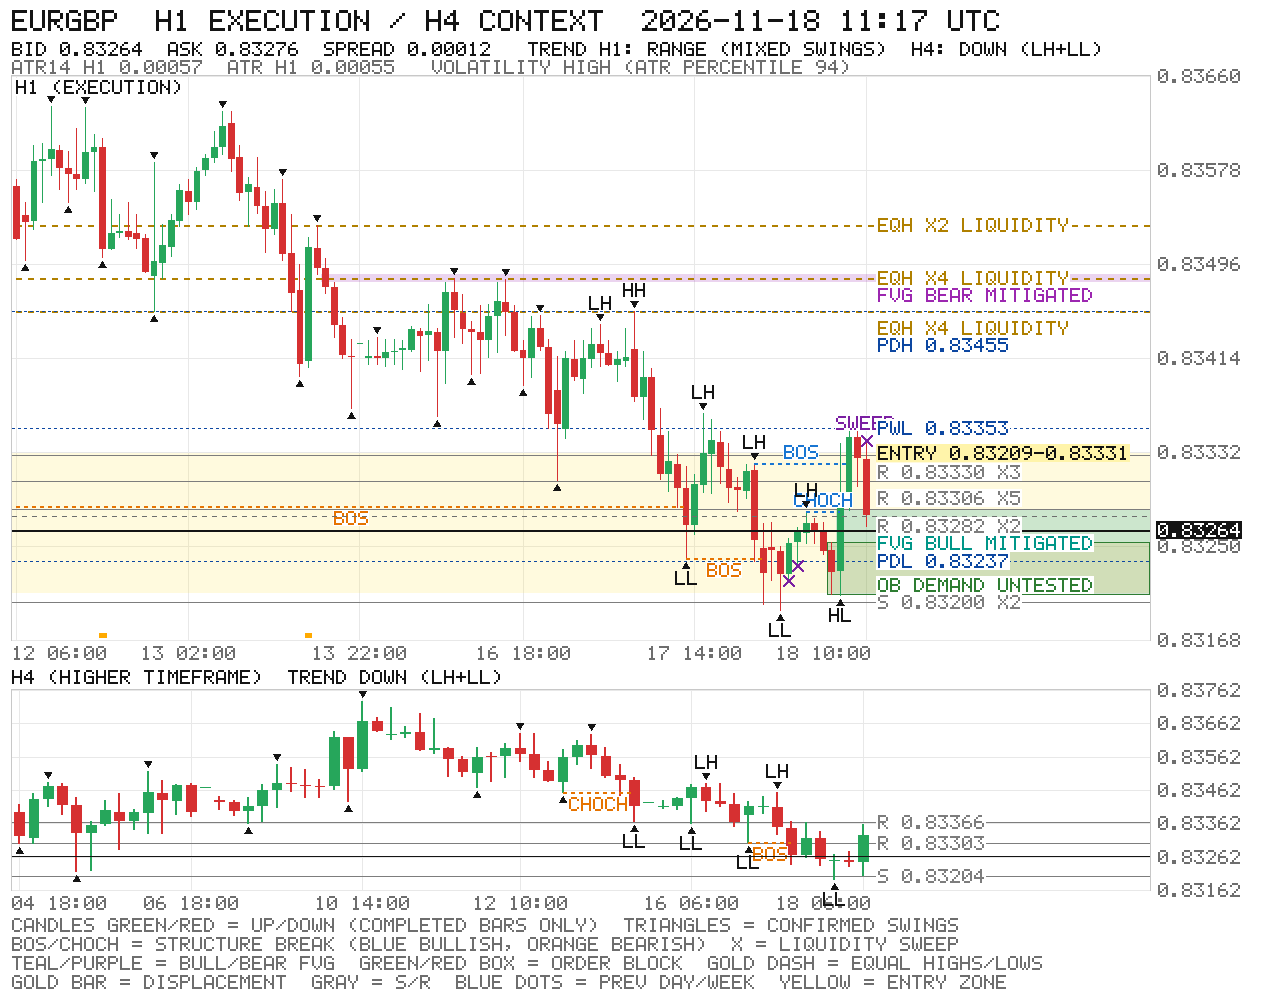 EURGBP  H1 EXECUTION / H4 CONTEXT  2026-11-18 11:17 UTC
BID 0.83264  ASK 0.83276  SPREAD 0.00012  TREND H1: RANGE (MIXED SWINGS)  H4: DOWN (LH+LL)
ATR14 H1 0.00057  ATR H1 0.00055  VOLATILITY HIGH (ATR PERCENTILE 94)
0.83660
H1 (EXECUTION)
0.83578
EQH X2 LIQUIDITY
0.83496
EQH X4 LIQUIDITY
FVG BEAR MITIGATED
HH
LH
EQH X4 LIQUIDITY
PDH 0.83455
0.83414
LH
SWEEP
PWL 0.83353
LH
BOS
ENTRY 0.83209-0.83331
0.83332
R 0.83330 X3
LH
CHOCH
R 0.83306 X5
BOS
R 0.83282 X2
0.83264
FVG BULL MITIGATED
0.83250
PDL 0.83237
BOS
LL
OB DEMAND UNTESTED
S 0.83200 X2
HL
LL
0.83168
12 06:00  13 02:00  13 22:00  16 18:00  17 14:00  18 10:00
H4 (HIGHER TIMEFRAME)  TREND DOWN (LH+LL)
0.83762
0.83662
LH
LH
0.83562
0.83462
CHOCH
R 0.83366
0.83362
LL
LL
R 0.83303
LL
BOS
0.83262
S 0.83204
0.83162
LL
04 18:00  06 18:00  10 14:00  12 10:00  16 06:00  18
CANDLES GREEN/RED = UP/DOWN (COMPLETED BARS ONLY)  TRIANGLES = CONFIRMED SWINGS
BOS/CHOCH = STRUCTURE BREAK (BLUE BULLISH, ORANGE BEARISH)  X = LIQUIDITY SWEEP
TEAL/PURPLE = BULL/BEAR FVG  GREEN/RED BOX = ORDER BLOCK  GOLD DASH = EQUAL HIGHS/LOWS
GOLD BAR = DISPLACEMENT  GRAY = S/R  BLUE DOTS = PREV DAY/WEEK  YELLOW = ENTRY ZONE